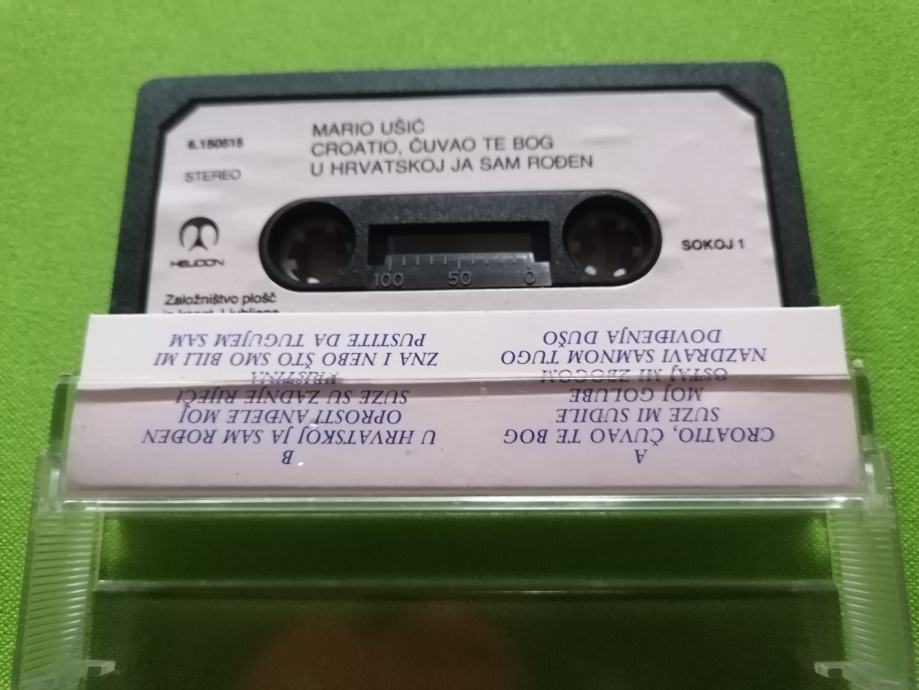 6.150515
STEREO
MARIO UŠIĆ
CROATIO, ČUVAO TE BOG
U HRVATSKOJ JA SAM ROĐEN
HELIDON
SOKOJ 1
100 50 0
Založništvo plošč
A
CROATIO, ČUVAO TE BOG
SUZE MI SUDILE
MOJ GOLUBE
OSTAJ MI ZBOGOM
NAZDRAVI SAMNOM TUGO
DOVIĐENJA DUŠO
B
U HRVATSKOJ JA SAM ROĐEN
OPROSTI ANĐELE MOJ
SUZE SU ZADNJE RIJEČI
KRISTINA
ZNA I NEBO ŠTO SMO BILI MI
PUSTITE DA TUGUJEM SAM